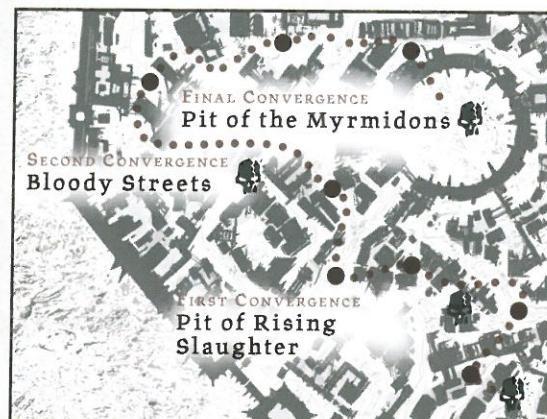 FINAL CONVERGENCE
Pit of the Myrmidons
SECOND CONVERGENCE
Bloody Streets
FIRST CONVERGENCE
Pit of Rising
Slaughter